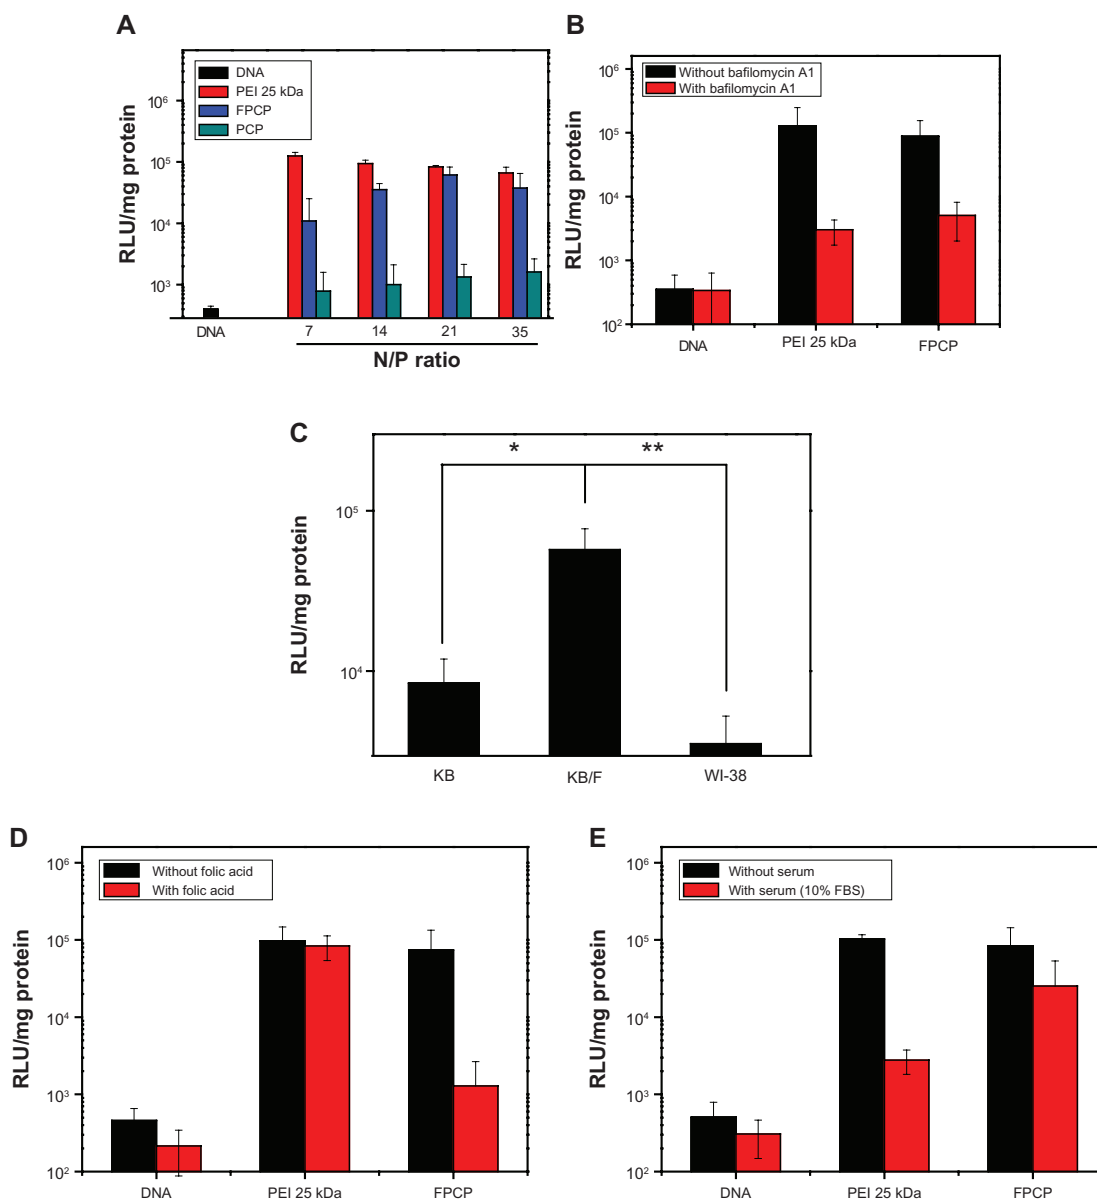 A
RLU/mg protein
10⁶
10⁵
10⁴
10³
DNA
PEI 25 kDa
FPCP
PCP
DNA
7
14
21
35
N/P ratio
B
RLU/mg protein
10⁶
10⁵
10⁴
10³
10²
Without bafilomycin A1
With bafilomycin A1
DNA
PEI 25 kDa
FPCP
C
RLU/mg protein
10⁵
10⁴
*
**
KB
KB/F
WI-38
D
RLU/mg protein
10⁶
10⁵
10⁴
10³
10²
Without folic acid
With folic acid
DNA
PEI 25 kDa
FPCP
E
RLU/mg protein
10⁶
10⁵
10⁴
10³
10²
Without serum
With serum (10% FBS)
DNA
PEI 25 kDa
FPCP